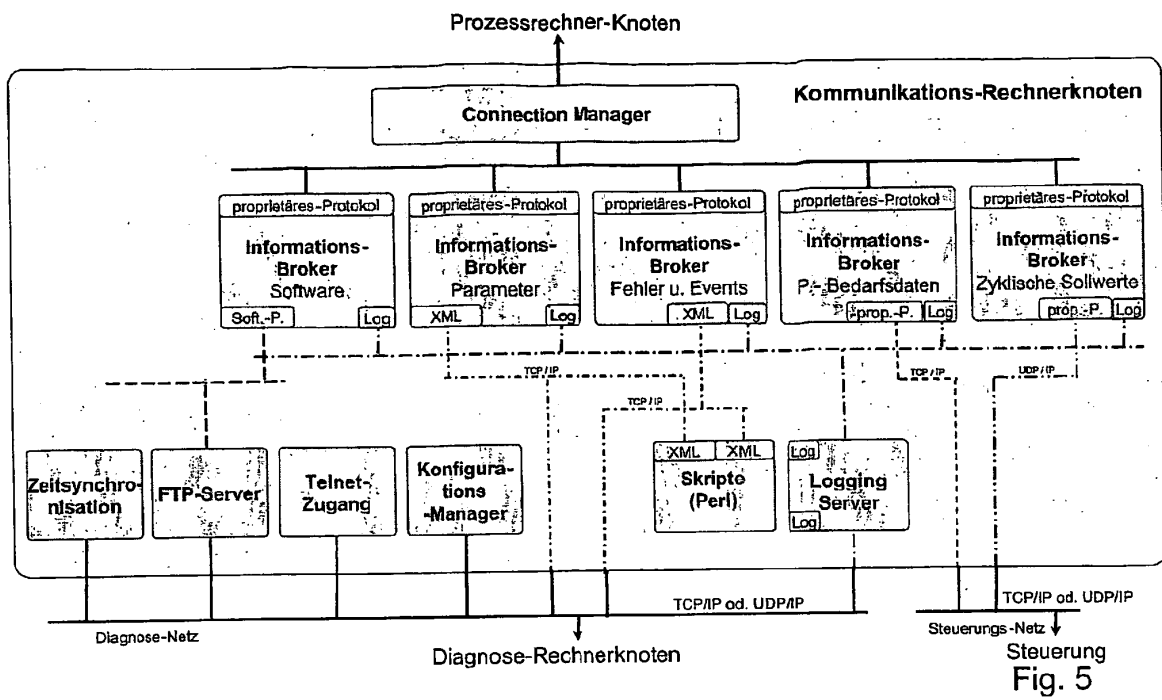 Prozessrechner-Knoten
Kommunikations-Rechnerknoten
Connection Manager
proprietäres-Protokol
Informations-
Broker
Software
Soft.-P.
Log
proprietäres-Protokol
Informations-
Broker
Parameter
XML
Log
proprietäres-Protokol
Informations-
Broker
Fehler u. Events
XML
Log
proprietäres-Protokol
Informations-
Broker
P.- Bedarfsdaten
prop.-P.
Log
proprietäres-Protokol
Informations-
Broker
Zyklische Sollwerte
prop.-P.
Log
TCP/IP
TCP/IP
UDP/IP
TCP/IP
Zeitsynchro-
nisation
FTP-Server
Telnet-
Zugang
Konfigura-
tions
-Manager
XML
XML
Skripte
(Perl)
Log
Logging
Server
Log
TCP/IP od. UDP/IP
TCP/IP od. UDP/IP
Diagnose-Netz
Steuerungs-Netz
Diagnose-Rechnerknoten
Steuerung
Fig. 5